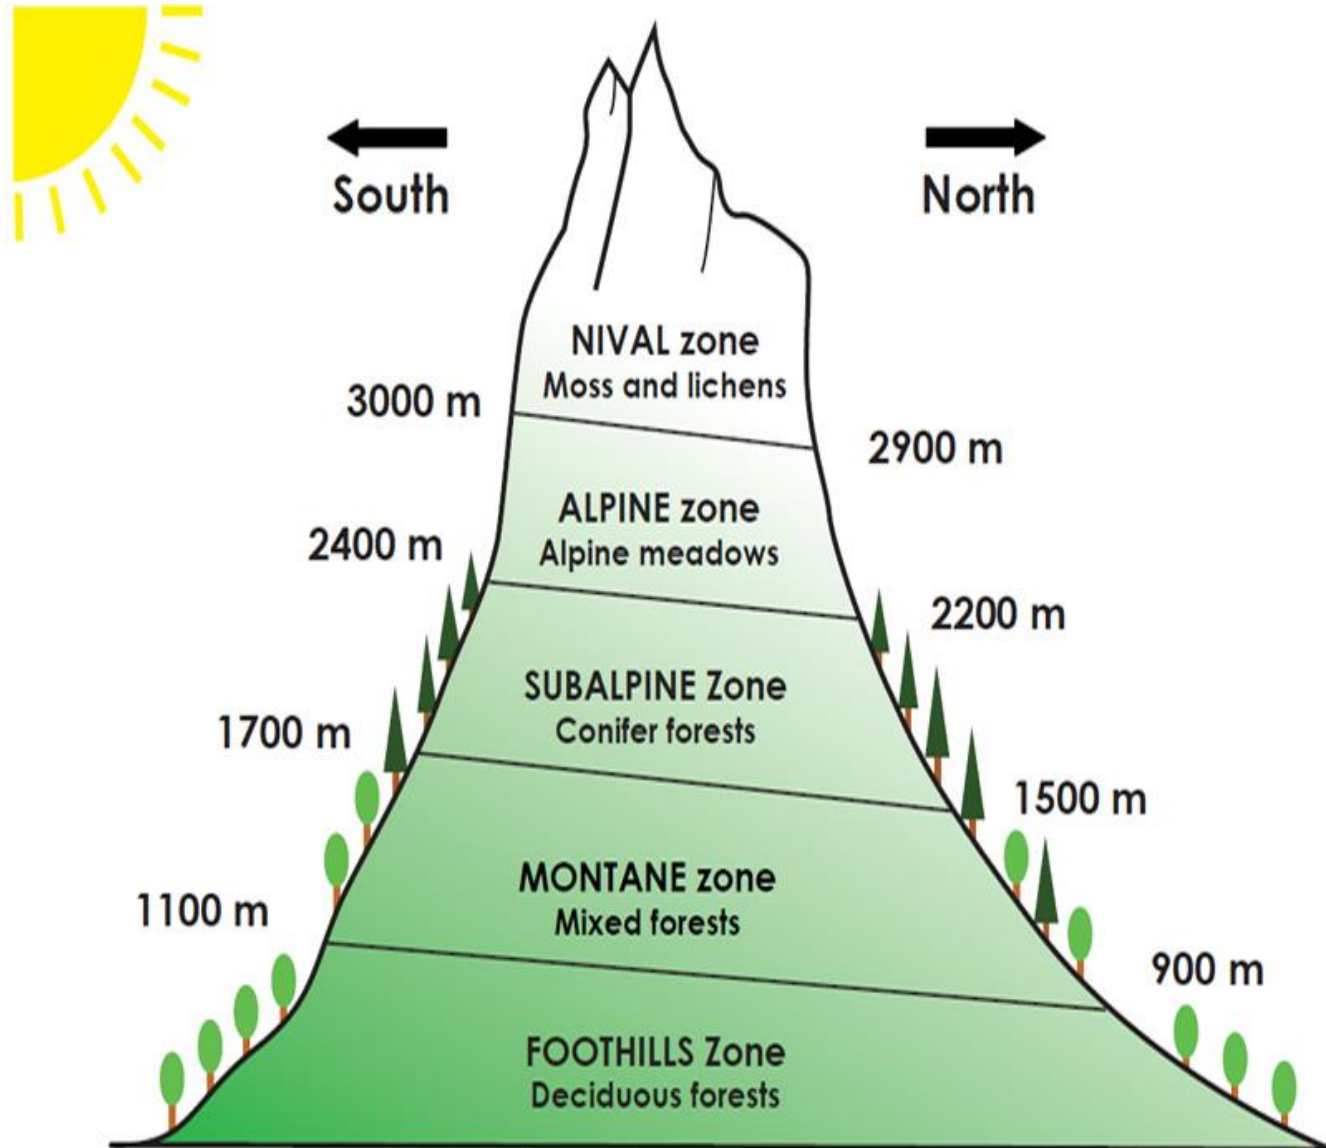 South
North
NIVAL zone
Moss and lichens
3000 m
2900 m
ALPINE zone
Alpine meadows
2400 m
2200 m
SUBALPINE Zone
Conifer forests
1700 m
1500 m
MONTANE zone
Mixed forests
1100 m
900 m
FOOTHILLS Zone
Deciduous forests